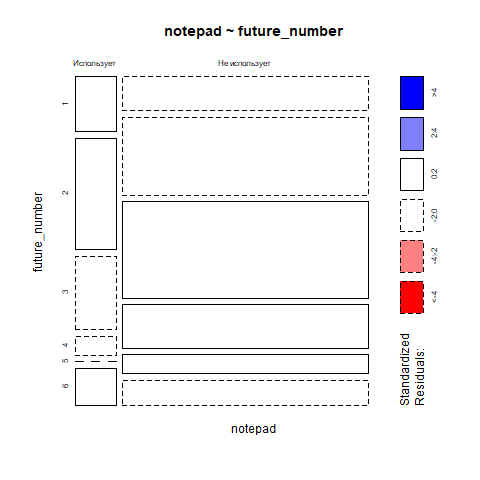 notepad ~ future_number
Использует
Не использует
1
2
3
4
5
6
future_number
notepad
>4
2:4
0:2
-2:0
-4:-2
<-4
Standardized
Residuals: